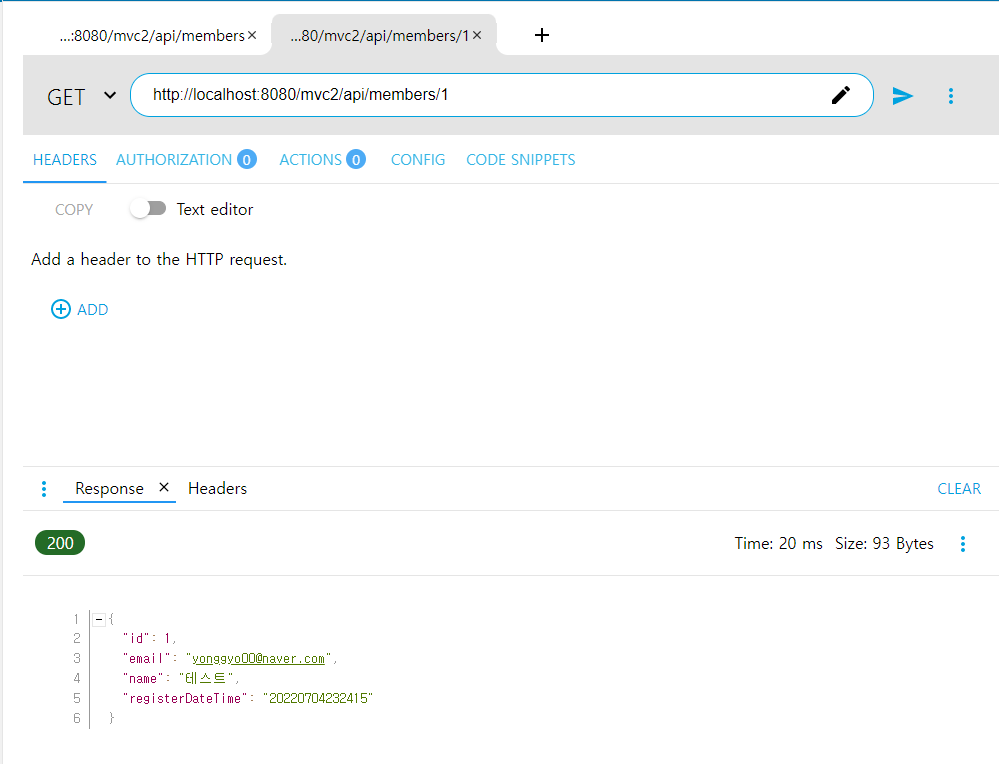 ...:8080/mvc2/api/members × ...80/mvc2/api/members/1 × +
GET http://localhost:8080/mvc2/api/members/1
HEADERS AUTHORIZATION 0 ACTIONS 0 CONFIG CODE SNIPPETS
COPY Text editor
Add a header to the HTTP request.
ADD
Response × Headers CLEAR
200 Time: 20 ms Size: 93 Bytes
1 {
2 "id": 1,
3 "email": "yonggyo00@naver.com",
4 "name": "테스트",
5 "registerDateTime": "20220704232415"
6 }